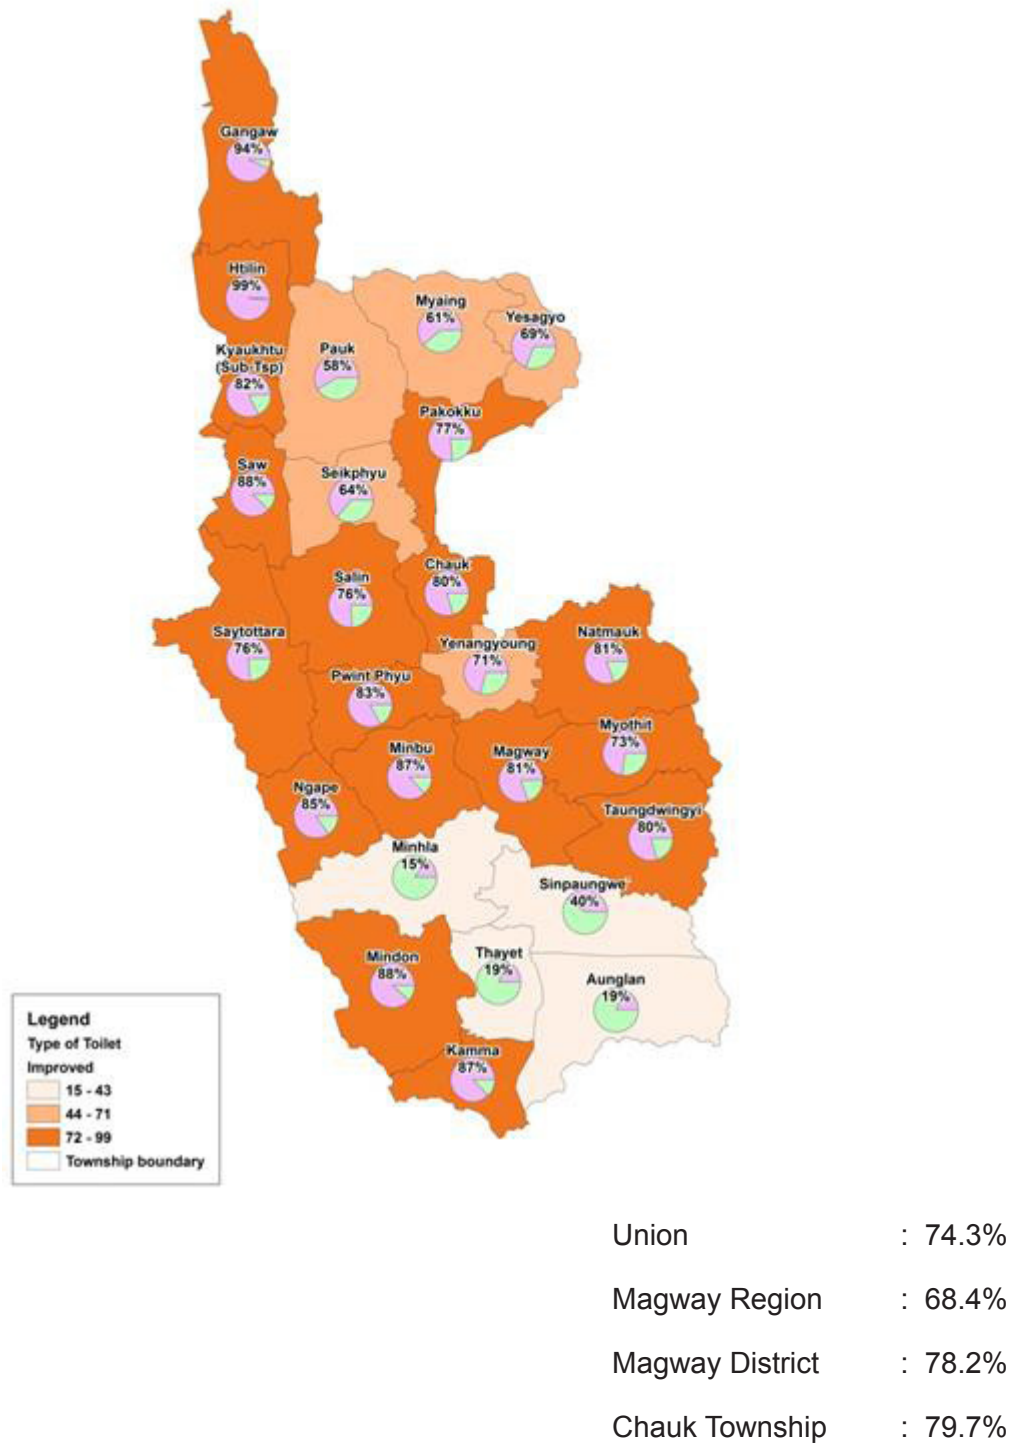 Gangaw
94%
Htilin
99%
Myaing
61%
Yesagyo
69%
Kyaukhtu
(Sub-Tsp)
82%
Pauk
58%
Pakokku
77%
Saw
88%
Seikphyu
64%
Chauk
80%
Salin
76%
Saytottara
76%
Yenangyoung
71%
Natmauk
81%
Pwint Phyu
83%
Myothit
73%
Minbu
87%
Magway
81%
Ngape
85%
Taungdwingyi
80%
Minhla
15%
Sinpaungwe
40%
Mindon
88%
Thayet
19%
Aunglan
19%
Kamma
87%
Legend
Type of Toilet
Improved
15 - 43
44 - 71
72 - 99
Township boundary
Union : 74.3%
Magway Region : 68.4%
Magway District : 78.2%
Chauk Township : 79.7%